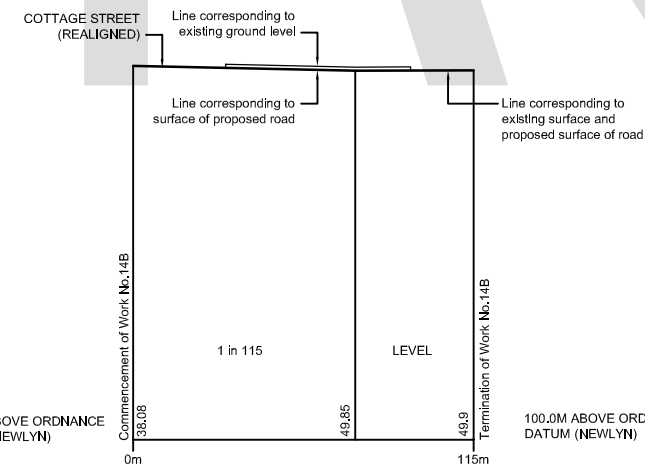 COTTAGE STREET
(REALIGNED)
Line corresponding to
existing ground level
Line corresponding to
surface of proposed road
Line corresponding to
existing surface and
proposed surface of road
Commencement of Work No.14B
1 in 115
LEVEL
Termination of Work No.14B
38.08
49.85
49.9
ORDNANCE
100.0M ABOVE
DATUM (NEWLYN)
0m
115m